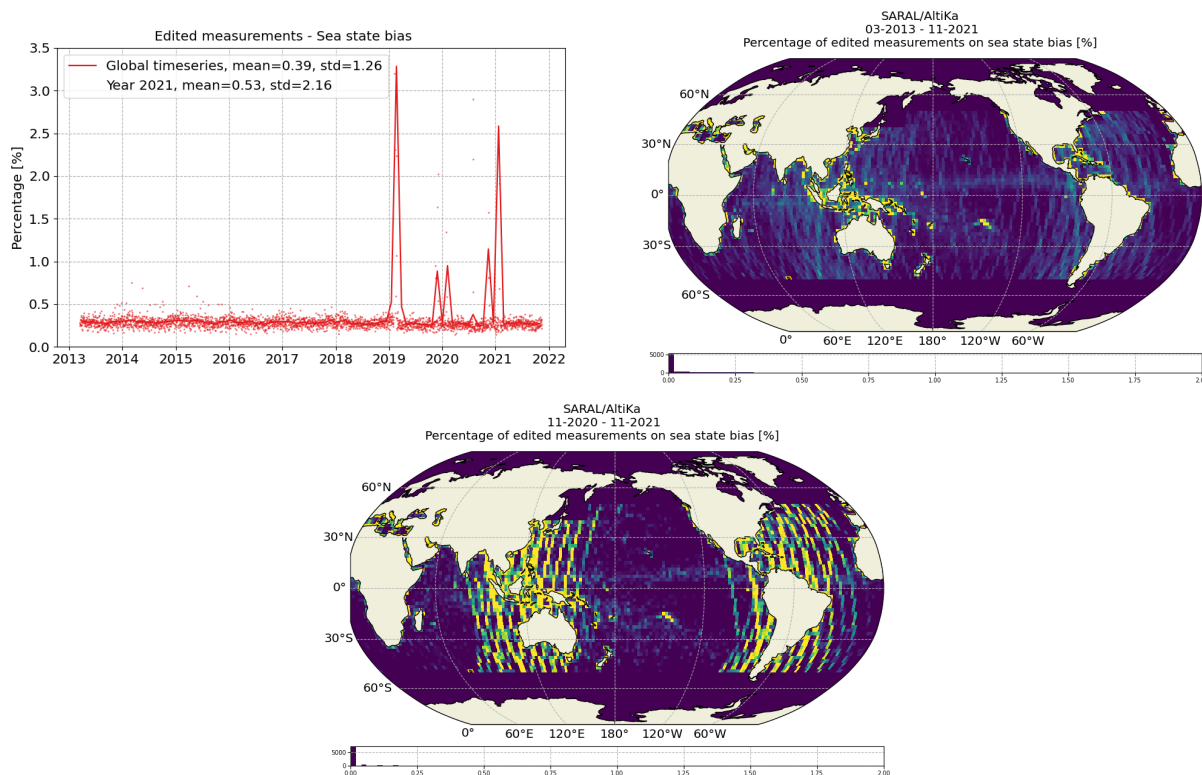 Edited measurements - Sea state bias
3.5
3.0
2.5
2.0
1.5
1.0
0.5
0.0
Percentage [%]
Global timeseries, mean=0.39, std=1.26
Year 2021, mean=0.53, std=2.16
2013 2014 2015 2016 2017 2018 2019 2020 2021 2022
SARAL/AltiKa
03-2013 - 11-2021
Percentage of edited measurements on sea state bias [%]
60°N
30°N
0°
30°S
60°S
0° 60°E 120°E 180° 120°W 60°W
5000
0
0.00 0.25 0.50 0.75 1.00 1.25 1.50 1.75 2.00
SARAL/AltiKa
11-2020 - 11-2021
Percentage of edited measurements on sea state bias [%]
60°N
30°N
0°
30°S
60°S
0° 60°E 120°E 180° 120°W 60°W
5000
0
0.00 0.25 0.50 0.75 1.00 1.25 1.50 1.75 2.00